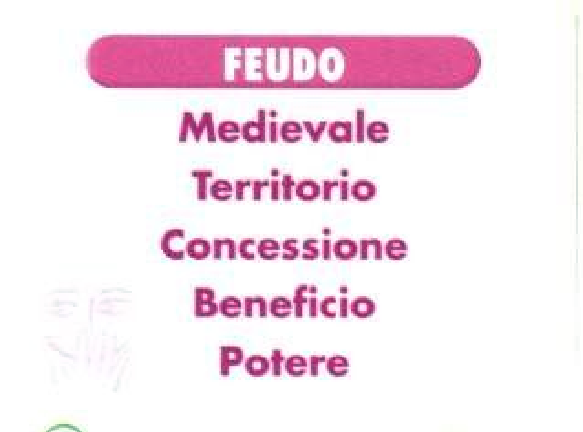 FEUDO
Medievale
Territorio
Concessione
Beneficio
Potere